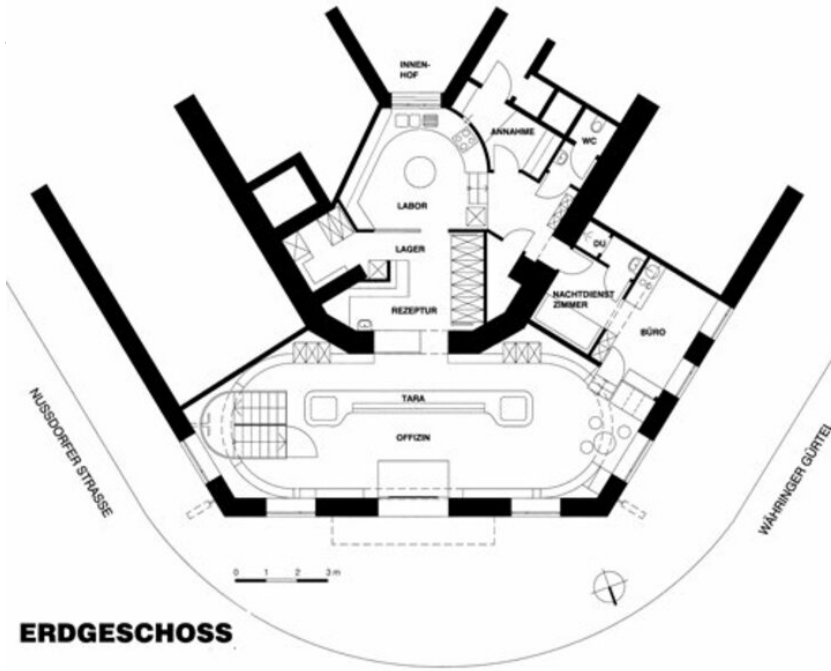 INNEN-
HOF
ANNAHME
WC
LABOR
LAGER
DU
NACHTDIENST
ZIMMER
REZEPTUR
BÜRO
TARA
OFFIZIN
NUSSDORFER STRASSE
WÄHRINGER GÜRTEL
0 1 2 3 m
ERDGESCHOSS